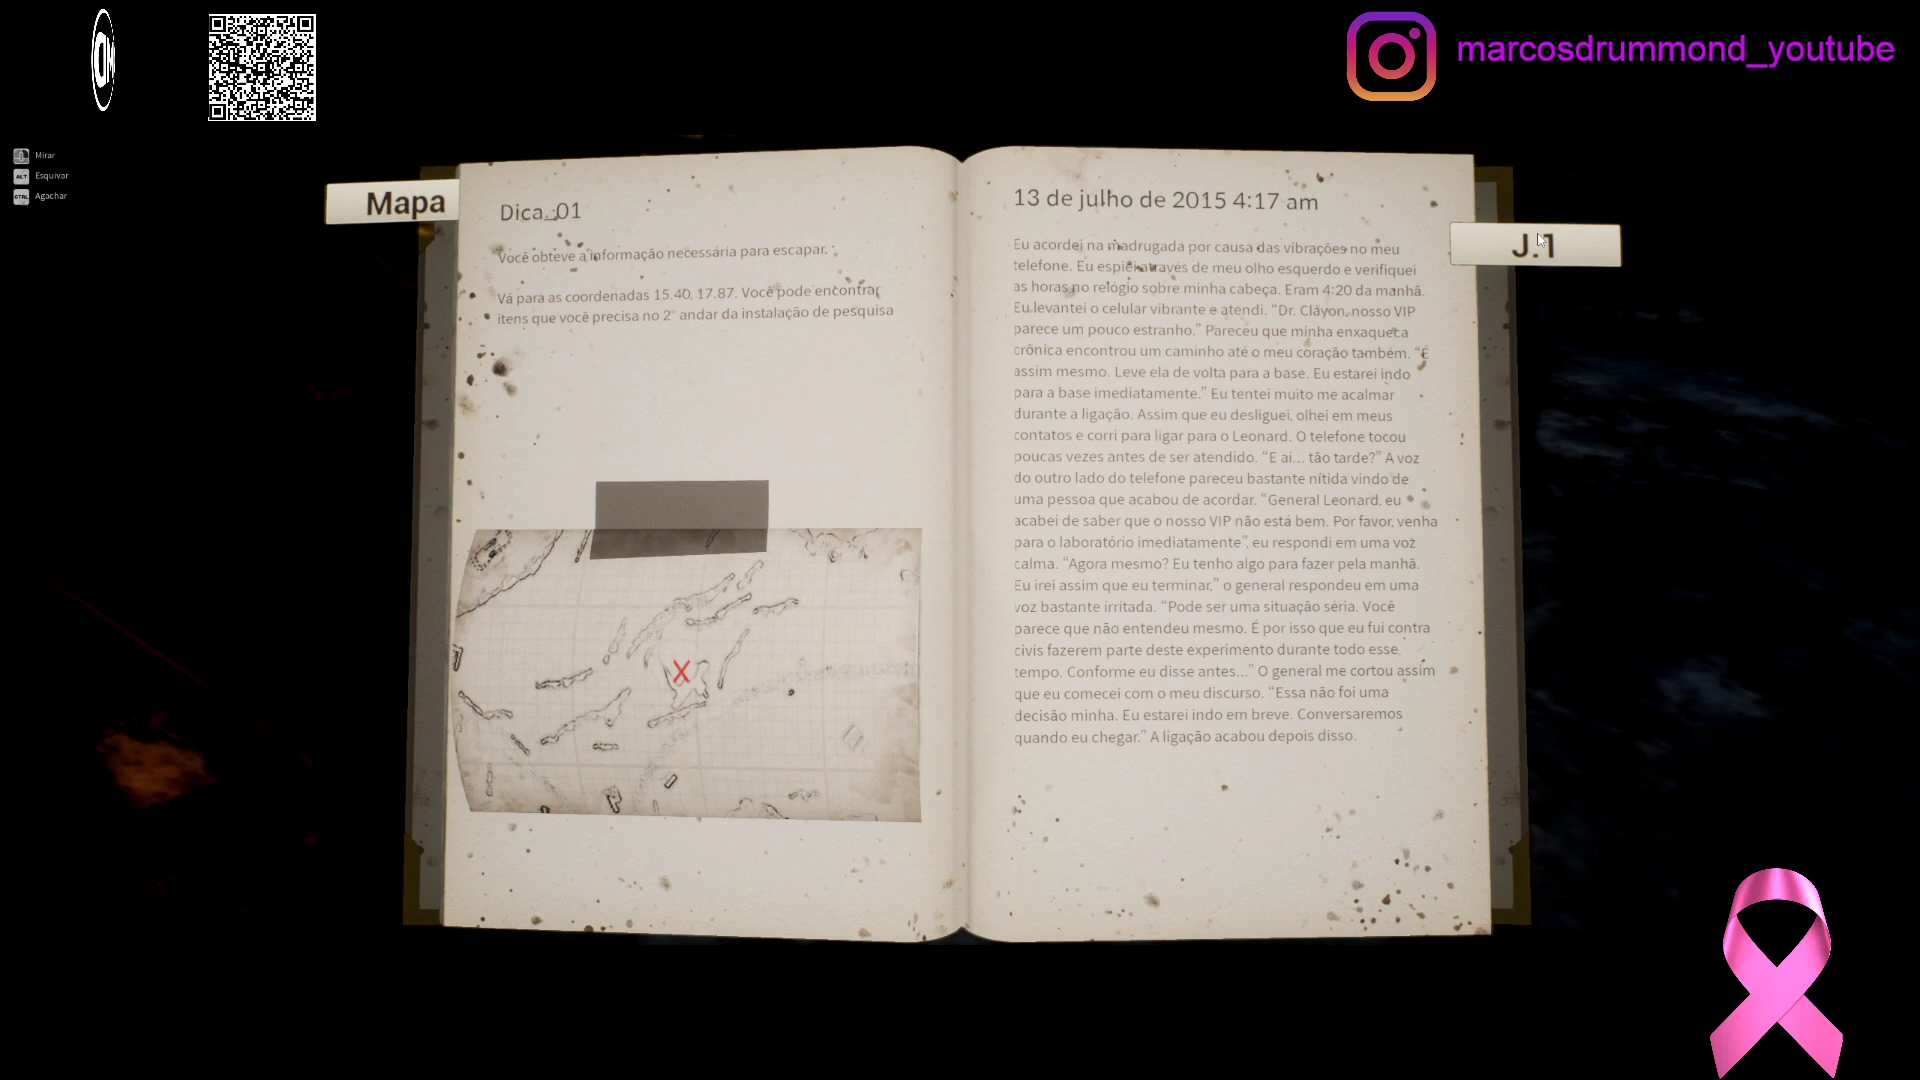 marcosdrummond_youtube
Mirar
ALT Esquivar
CTRL Agachar
Mapa
Dica. 01
Você obteve a informação necessária para escapar.
Vá para as coordenadas 15.40, 17.87. Você pode encontrar
itens que você precisa no 2° andar da instalação de pesquisa
13 de julho de 2015 4:17 am
J.1
Eu acordei na madrugada por causa das vibrações no meu
telefone. Eu espiei através de meu olho esquerdo e verifiquei
as horas no relógio sobre minha cabeça. Eram 4:20 da manhã.
Eu levantei o celular vibrante e atendi. “Dr. Clayon, nosso VIP
parece um pouco estranho.” Pareceu que minha enxaqueca
crônica encontrou um caminho até o meu coração também. “É
assim mesmo. Leve ela de volta para a base. Eu estarei indo
para a base imediatamente.” Eu tentei muito me acalmar
durante a ligação. Assim que eu desliguei, olhei em meus
contatos e corri para ligar para o Leonard. O telefone tocou
poucas vezes antes de ser atendido. “E aí... tão tarde?” A voz
do outro lado do telefone pareceu bastante nítida vindo de
uma pessoa que acabou de acordar. “General Leonard, eu
acabei de saber que o nosso VIP não está bem. Por favor, venha
para o laboratório imediatamente”, eu respondi em uma voz
calma. “Agora mesmo? Eu tenho algo para fazer pela manhã.
Eu irei assim que eu terminar,” o general respondeu em uma
voz bastante irritada. “Pode ser uma situação séria. Você
parece que não entendeu mesmo. É por isso que eu fui contra
civis fazerem parte deste experimento durante todo esse
tempo. Conforme eu disse antes...” O general me cortou assim
que eu comecei com o meu discurso. “Essa não foi uma
decisão minha. Eu estarei indo em breve. Conversaremos
quando eu chegar.” A ligação acabou depois disso.